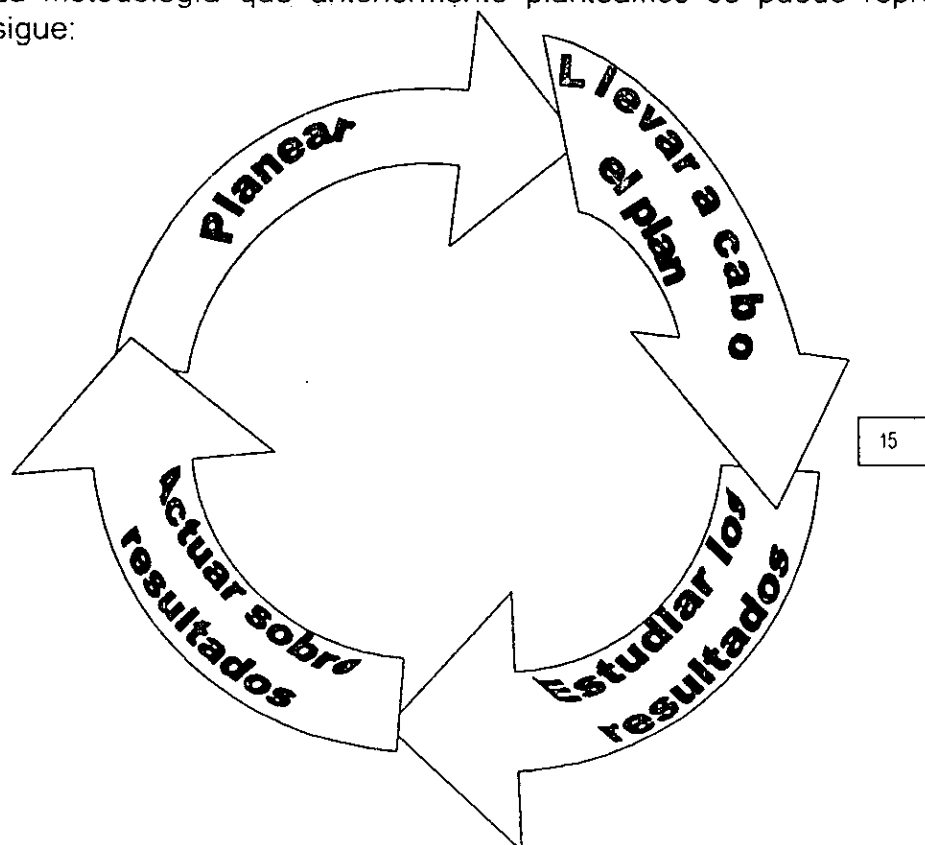 metodología que anteriormente planteamos se puede
sigue:
Planear
Llevar a cabo
el plan
15
Estudiar los
resultados
Actuar sobre
resultados